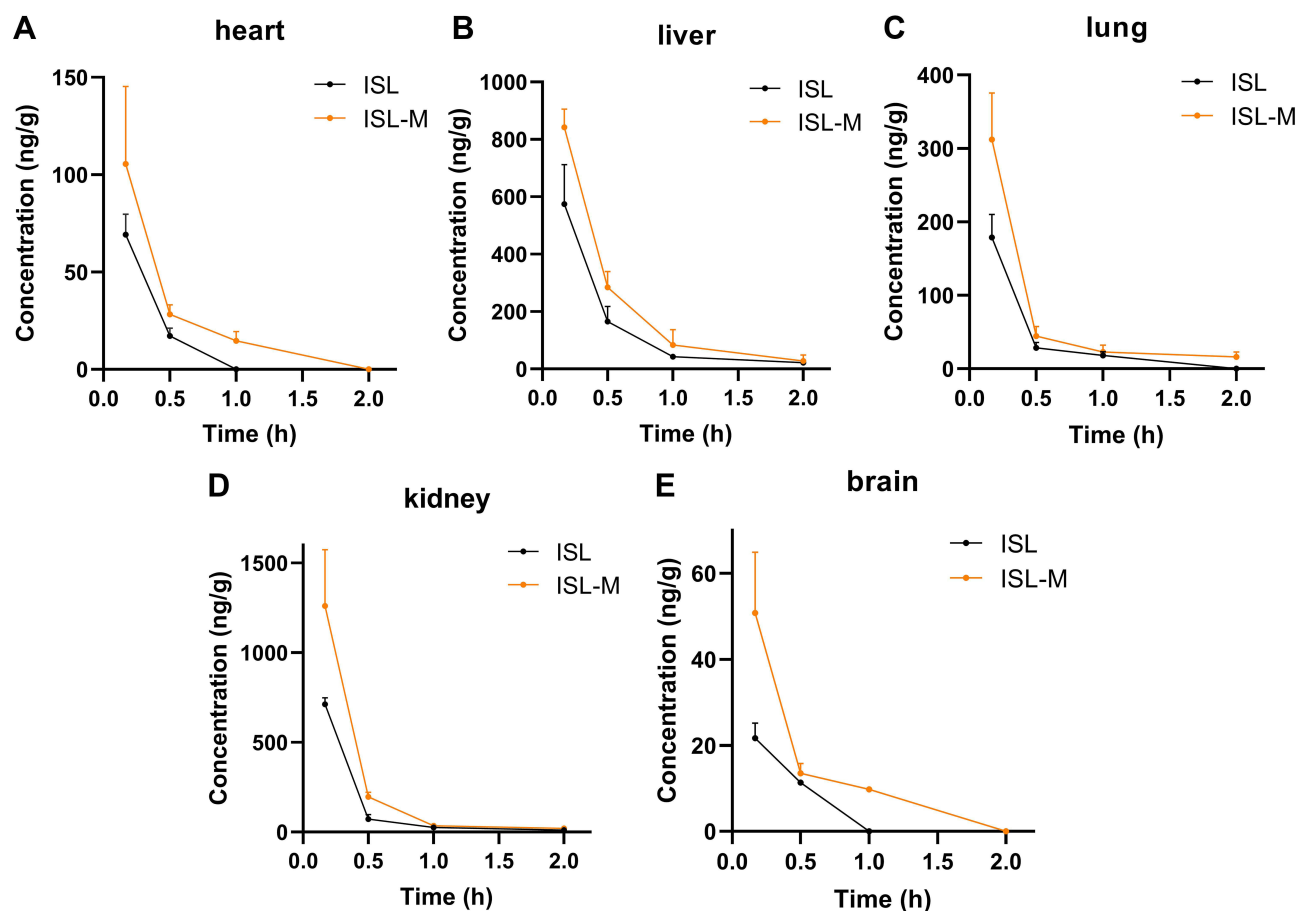 A
heart
150
100
50
0
0.0 0.5 1.0 1.5 2.0
Concentration (ng/g)
Time (h)
ISL
ISL-M
B
liver
1000
800
600
400
200
0
0.0 0.5 1.0 1.5 2.0
Concentration (ng/g)
Time (h)
ISL
ISL-M
C
lung
400
300
200
100
0
0.0 0.5 1.0 1.5 2.0
Concentration (ng/g)
Time (h)
ISL
ISL-M
D
kidney
1500
1000
500
0
0.0 0.5 1.0 1.5 2.0
Concentration (ng/g)
Time (h)
ISL
ISL-M
E
brain
60
40
20
0
0.0 0.5 1.0 1.5 2.0
Concentration (ng/g)
Time (h)
ISL
ISL-M